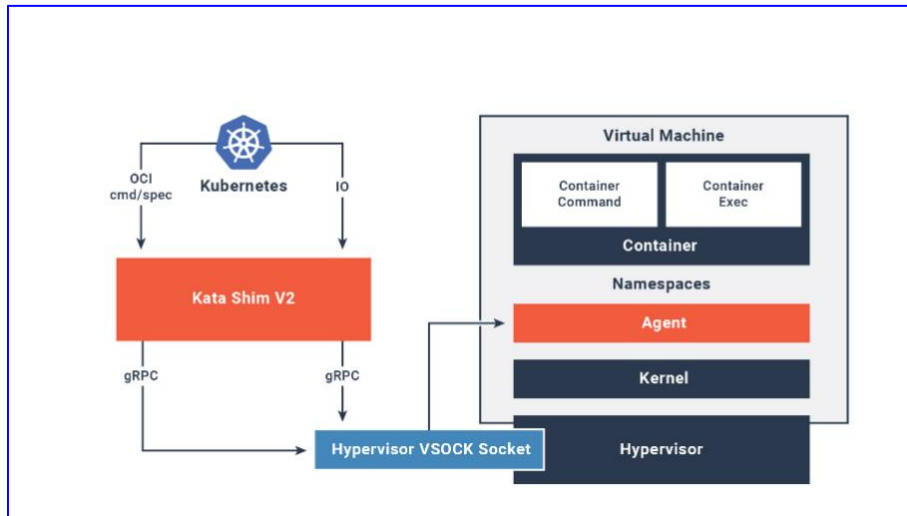 Virtual Machine
OCI
cmd/spec
Kubernetes
IO
Container
Command
Container
Exec
Container
Kata Shim V2
Namespaces
Agent
gRPC
gRPC
Kernel
Hypervisor VSOCK Socket
Hypervisor